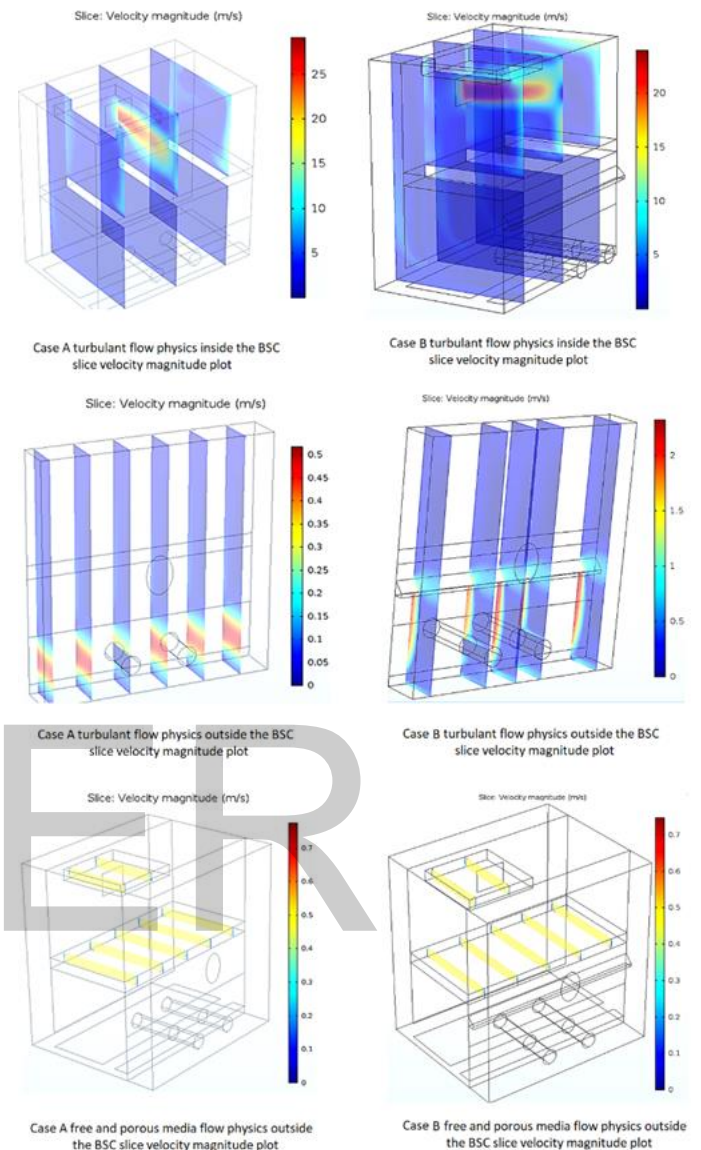 Slice: Velocity magnitude (m/s)
25
20
15
10
5
Case A turbulant flow physics inside the BSC
slice velocity magnitude plot
Slice: Velocity magnitude (m/s)
20
15
10
5
Case B turbulant flow physics inside the BSC
slice velocity magnitude plot
Slice: Velocity magnitude (m/s)
0.5
0.45
0.4
0.35
0.3
0.25
0.2
0.15
0.1
0.05
0
Case A turbulant flow physics outside the BSC
slice velocity magnitude plot
Slice: Velocity magnitude (m/s)
2
1.5
1
0.5
0
Case B turbulant flow physics outside the BSC
slice velocity magnitude plot
ER
Slice: Velocity magnitude (m/s)
0.7
0.6
0.5
0.4
0.3
0.2
0.1
0
Case A free and porous media flow physics outside
the BSC slice velocity magnitude plot
Slice: Velocity magnitude (m/s)
0.7
0.6
0.5
0.4
0.3
0.2
0.1
0
Case B free and porous media flow physics outside
the BSC slice velocity magnitude plot